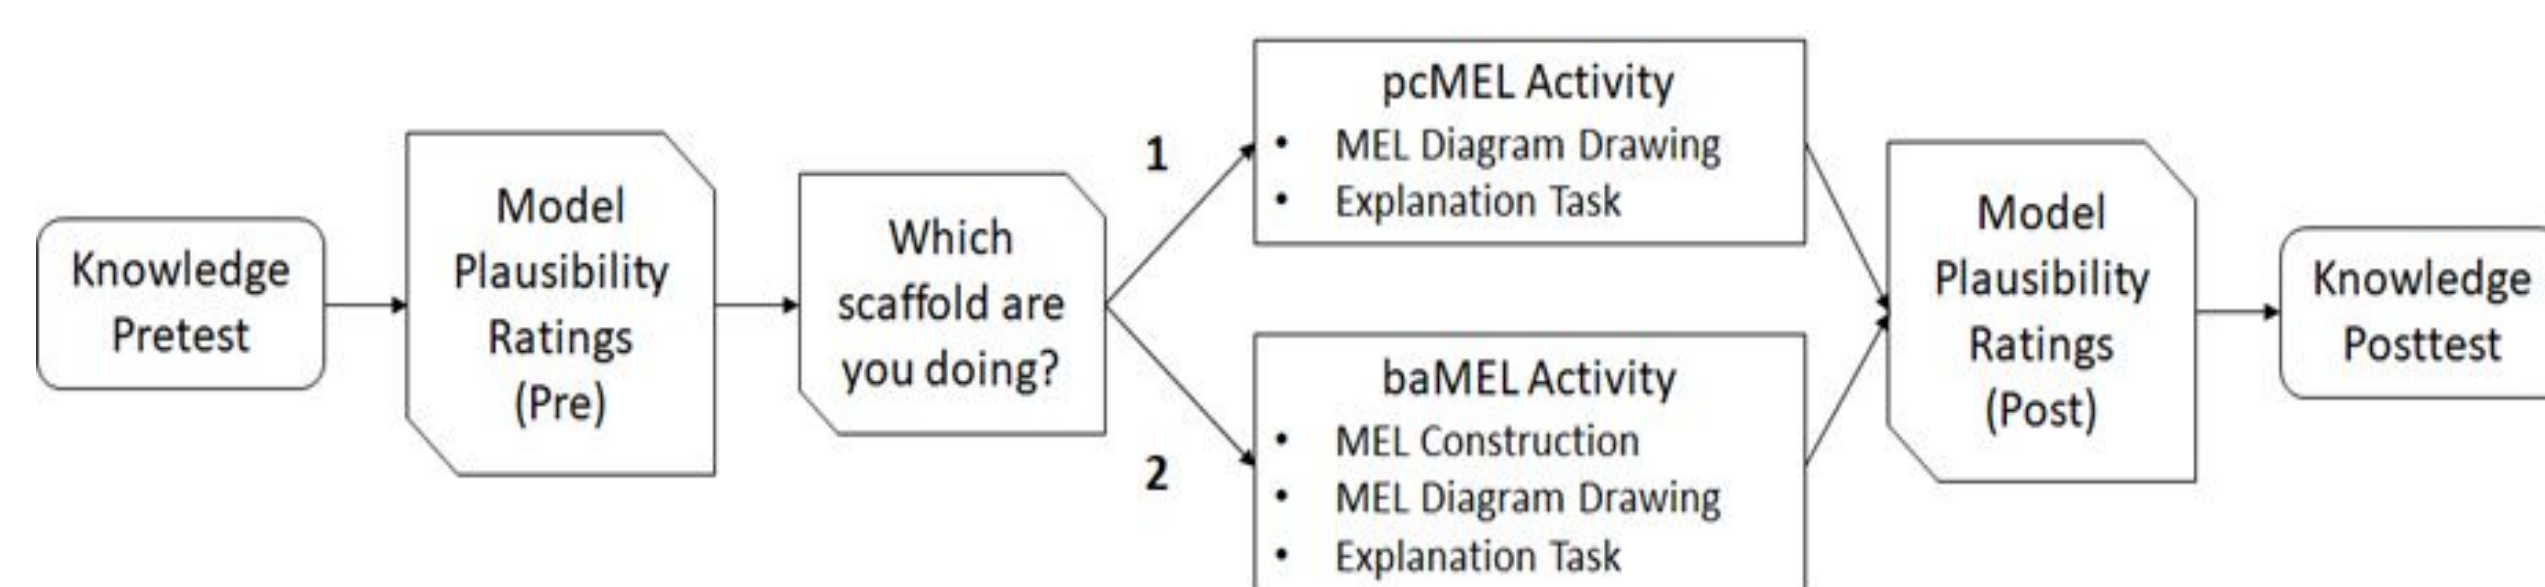 Knowledge
Pretest
Model
Plausibility
Ratings
(Pre)
Which
scaffold are
you doing?
1
pcMEL Activity
• MEL Diagram Drawing
• Explanation Task
2
baMEL Activity
• MEL Construction
• MEL Diagram Drawing
• Explanation Task
Model
Plausibility
Ratings
(Post)
Knowledge
Posttest